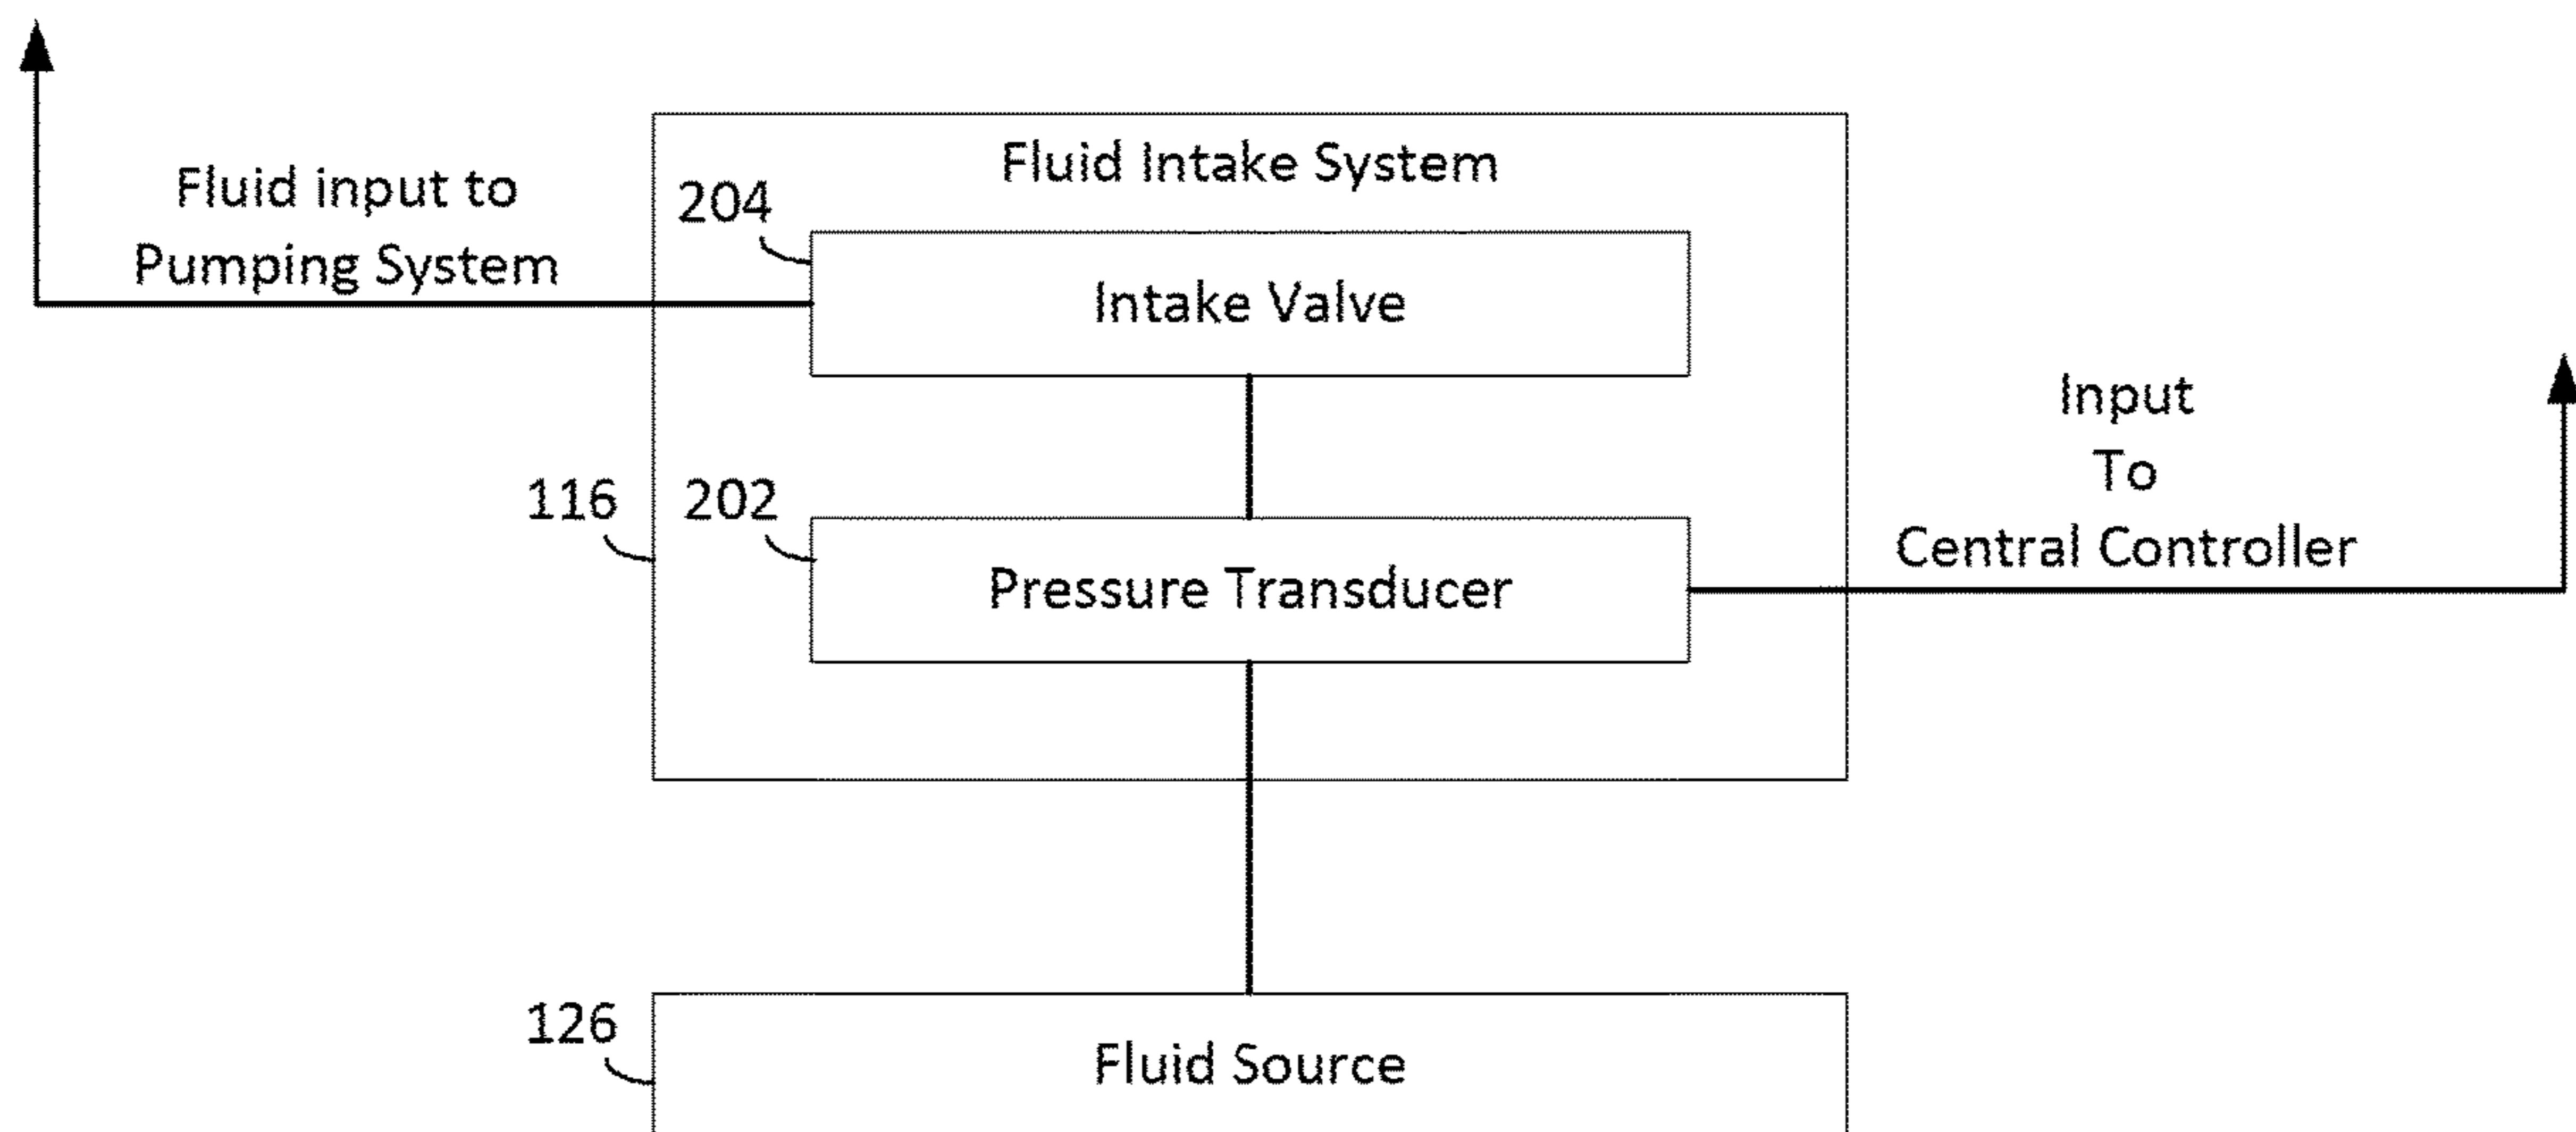 Fluid Intake System
Fluid input to
Pumping System
204
Intake Valve
Input
To
Central Controller
116
202
Pressure Transducer
126
Fluid Source